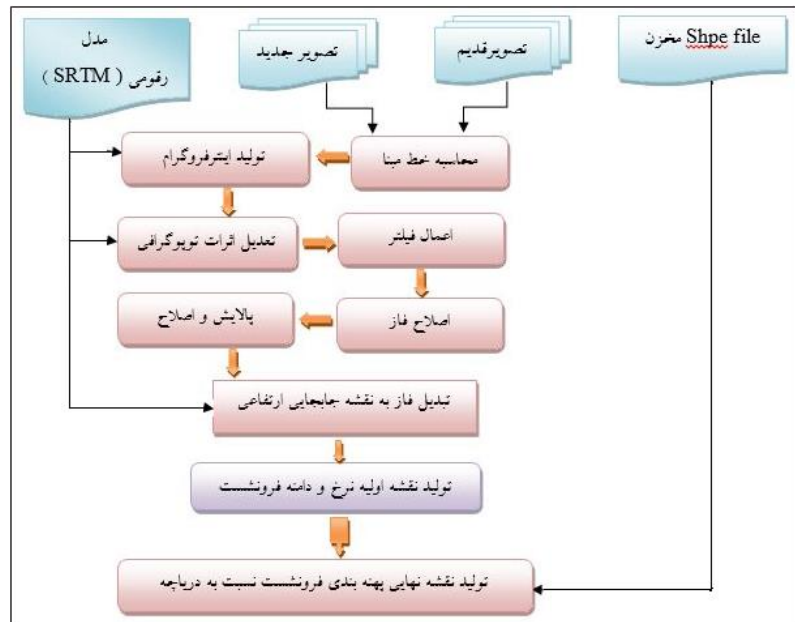 مدل
رقومی ( SRTM )
تصویر جدید
تصویرقدیم
Shpe file مخزن
محاسبه خط مبنا
تولید اینترفروگرام
تعدیل اثرات توپوگرافی
اعمال فیلتر
اصلاح فاز
پالایش و اصلاح
تبدیل فاز به نقشه جابجایی ارتفاعی
تولید نقشه اولیه نرخ و دامنه فرونشست
تولید نقشه نهایی پهنه بندی فرونشست نسبت به دریاچه